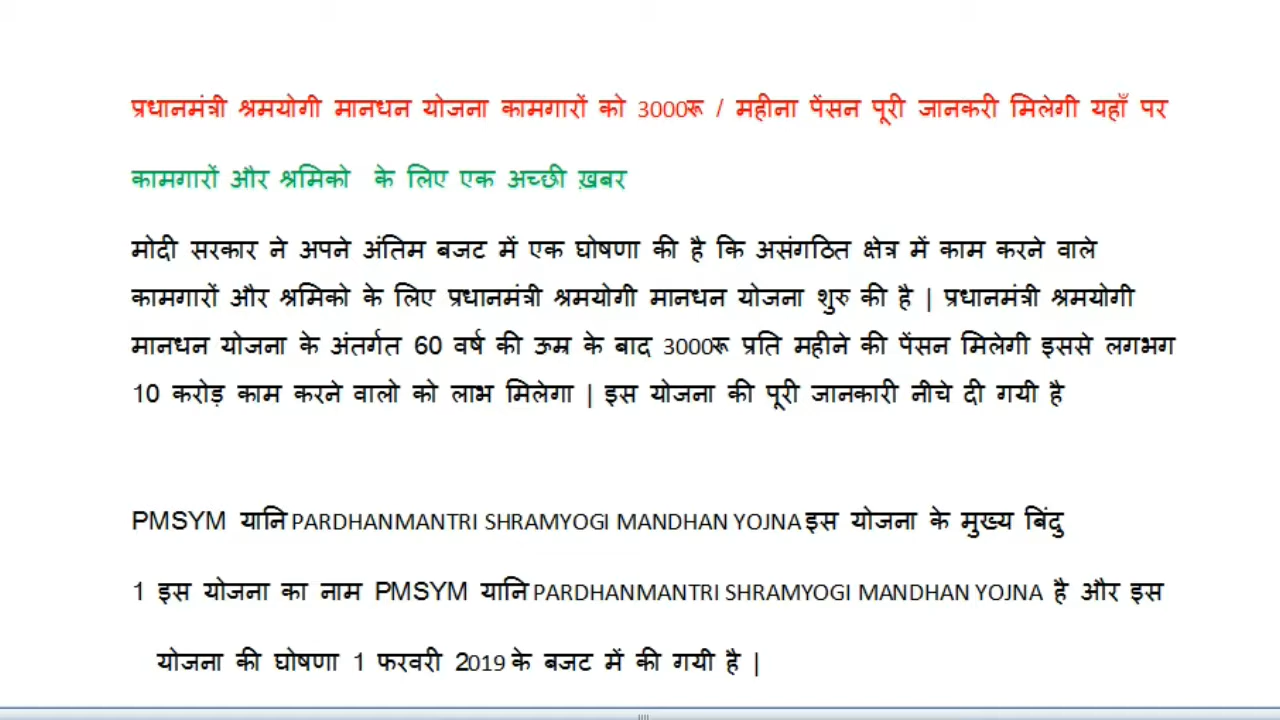 प्रधानमंत्री श्रमयोगी मानधन योजना कामगारों को 3000रू / महीना पेंसन पूरी जानकरी मिलेगी यहाँ पर
कामगारों और श्रमिको के लिए एक अच्छी ख़बर
मोदी सरकार ने अपने अंतिम बजट में एक घोषणा की है कि असंगठित क्षेत्र में काम करने वाले
कामगारों और श्रमिको के लिए प्रधानमंत्री श्रमयोगी मानधन योजना शुरु की है | प्रधानमंत्री श्रमयोगी
मानधन योजना के अंतर्गत 60 वर्ष की ऊम्र के बाद 3000रू प्रति महीने की पेंसन मिलेगी इससे लगभग
10 करोड़ काम करने वालो को लाभ मिलेगा | इस योजना की पूरी जानकारी नीचे दी गयी है
PMSYM यानि PARDHANMANTRI SHRAMYOGI MANDHAN YOJNA इस योजना के मुख्य बिंदु
1 इस योजना का नाम PMSYM यानि PARDHANMANTRI SHRAMYOGI MANDHAN YOJNA है और इस
योजना की घोषणा 1 फरवरी 2019 के बजट में की गयी है |